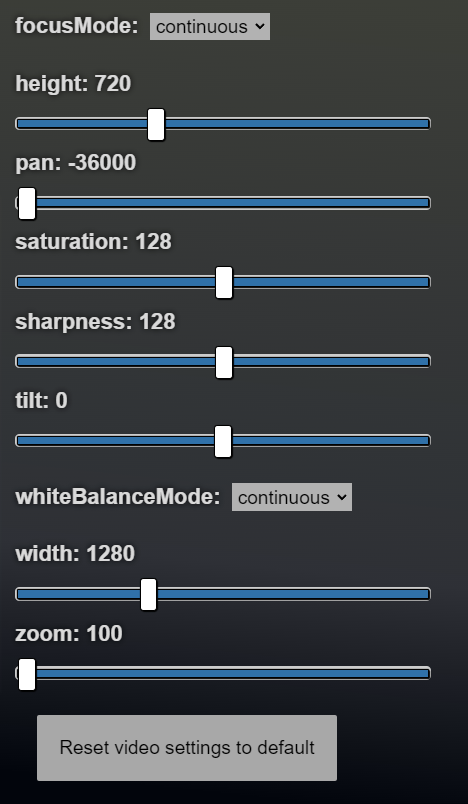 focusMode: continuous
height: 720
pan: -36000
saturation: 128
sharpness: 128
tilt: 0
whiteBalanceMode: continuous
width: 1280
zoom: 100
Reset video settings to default